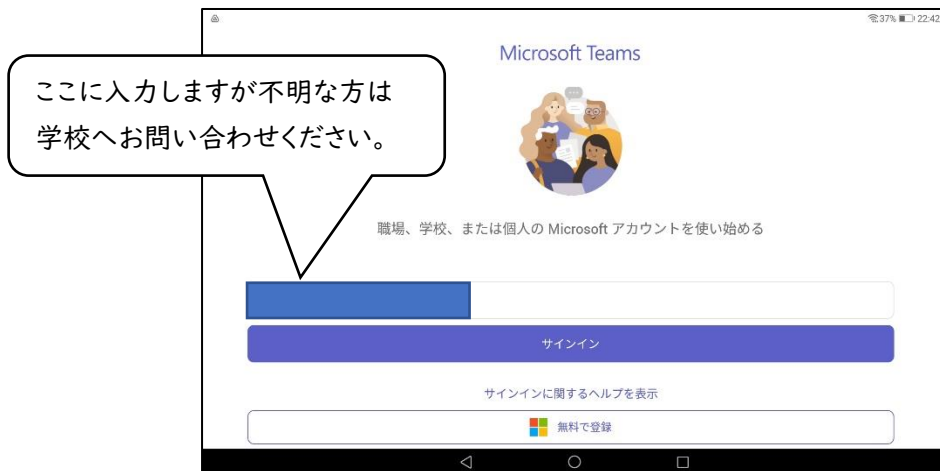 37% 22:42
Microsoft Teams
ここに入力しますが不明な方は
学校へお問い合わせください。
職場、学校、または個人の Microsoft アカウントを使い始める
サインイン
サインインに関するヘルプを表示
無料で登録